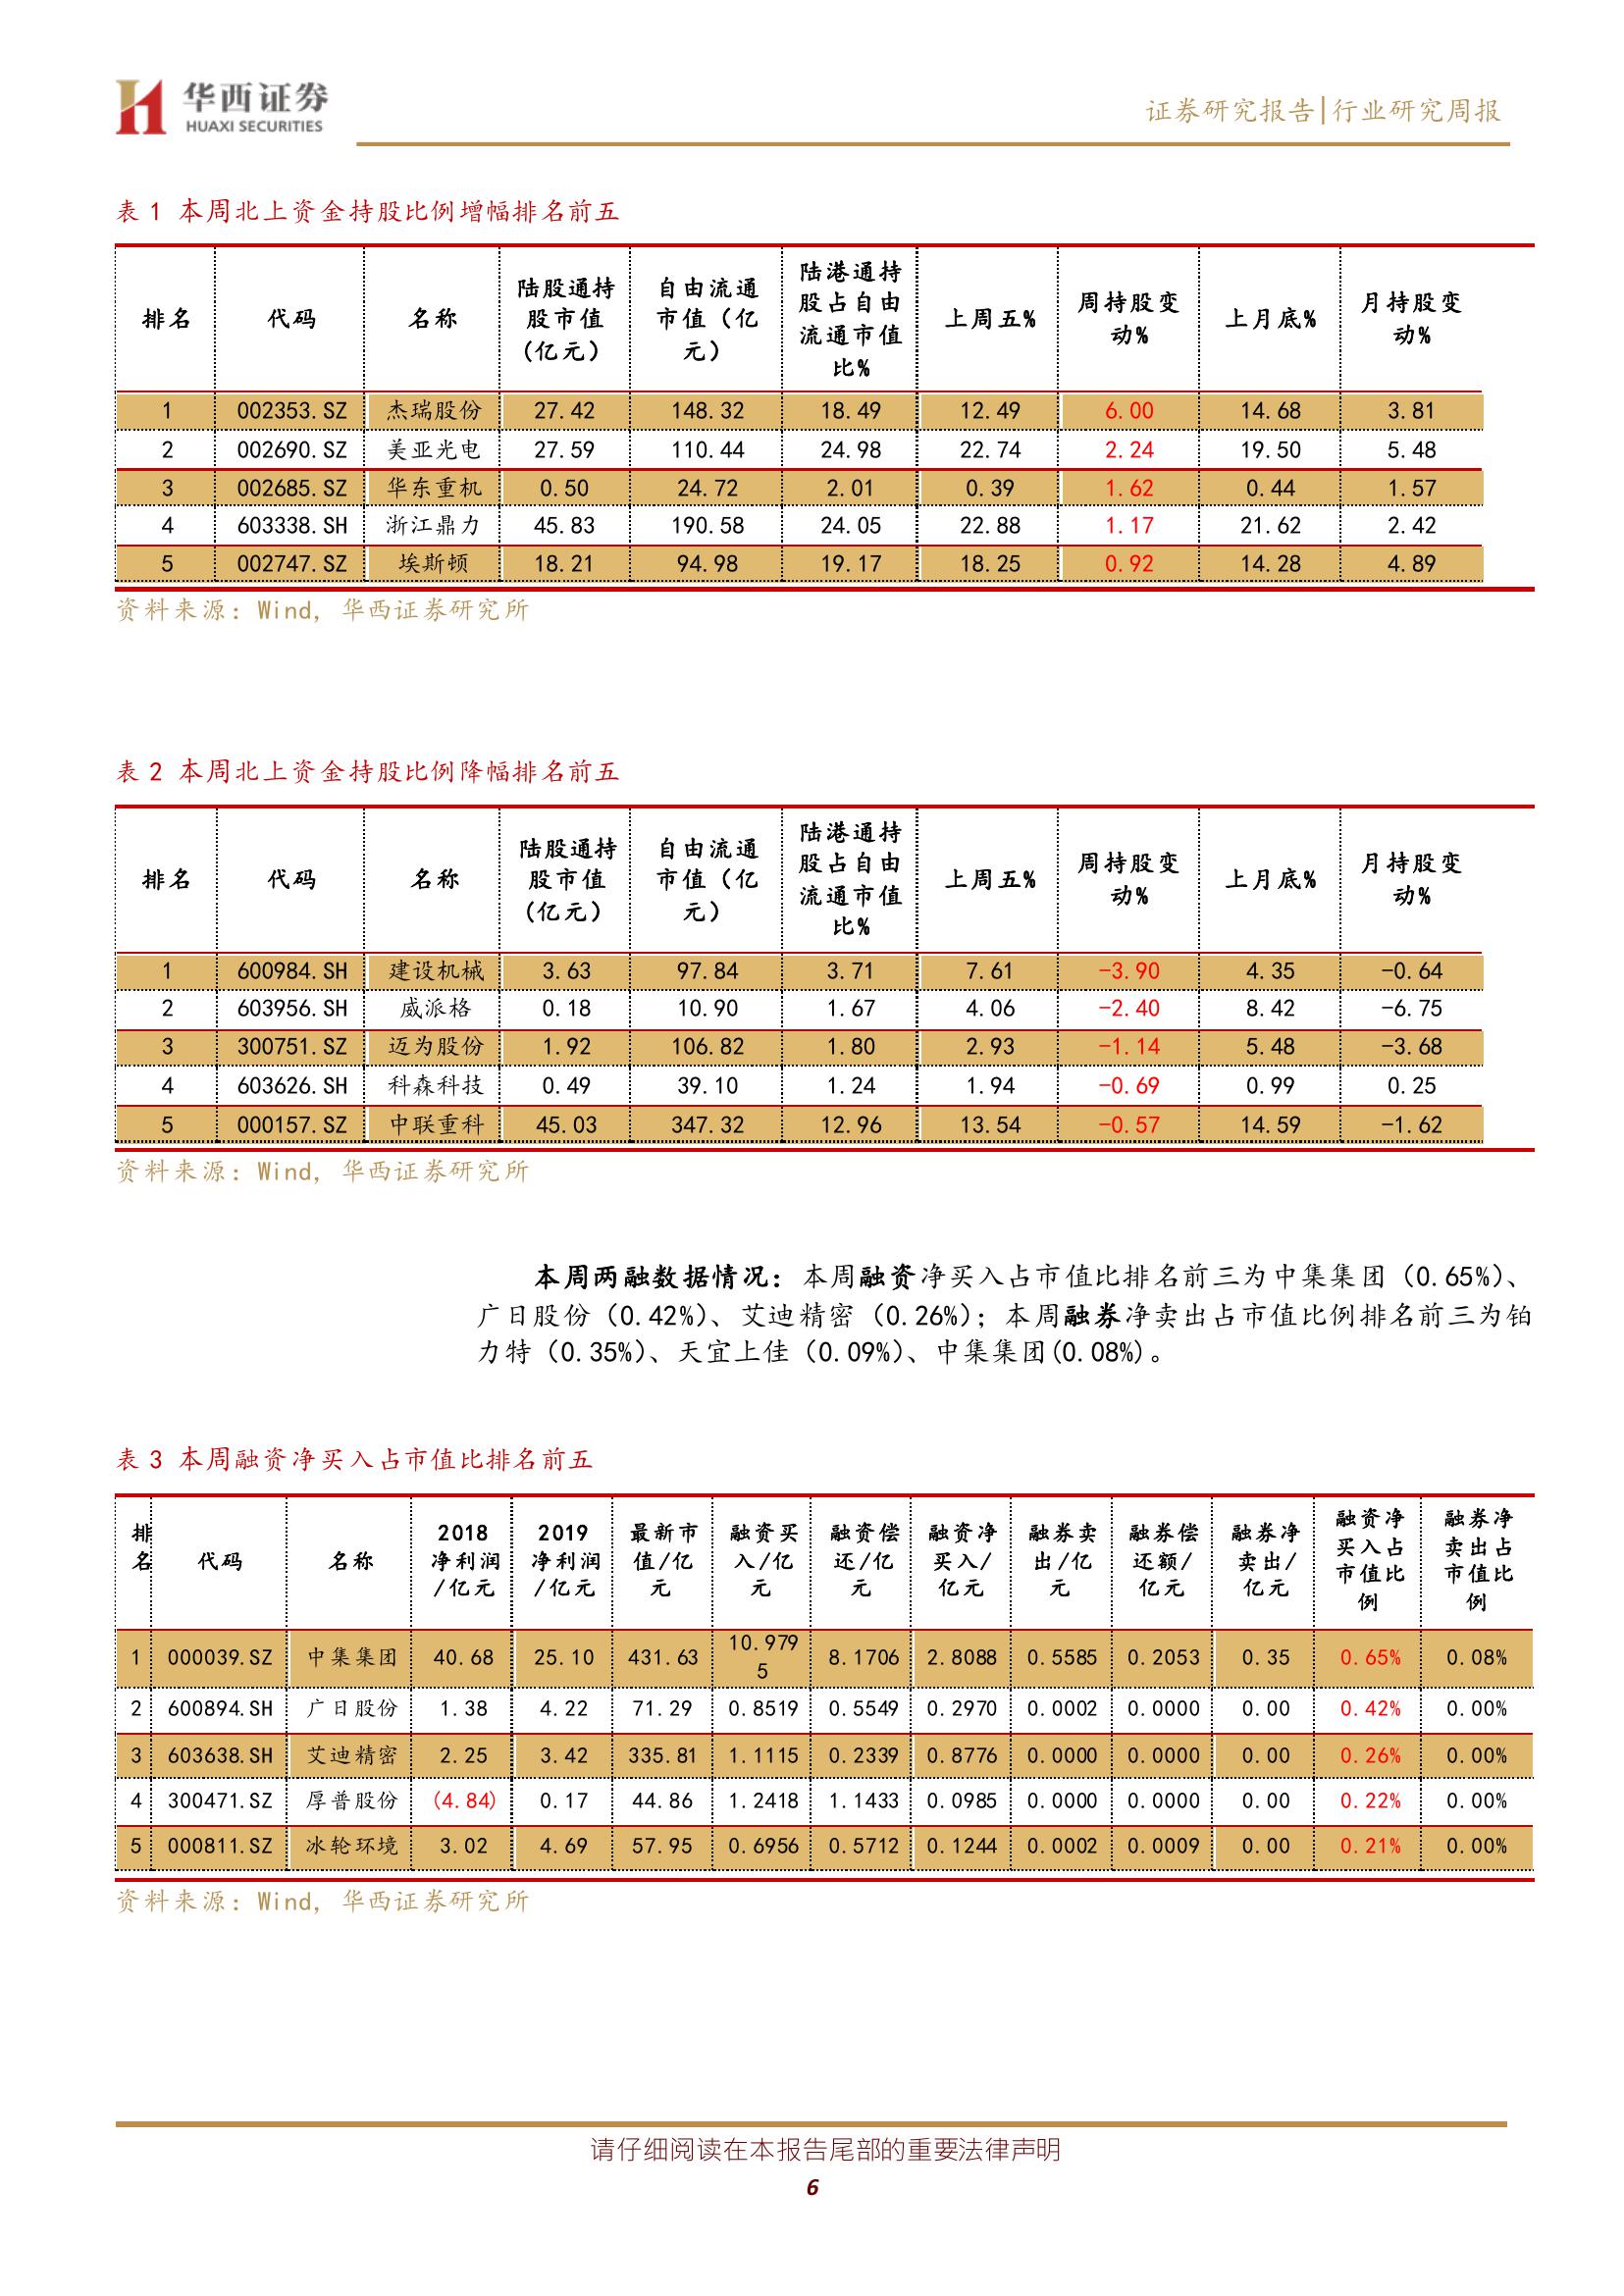 华西证券
HUAXI SECURITIES
证券研究报告|行业研究周报
表 1 本周北上资金持股比例增幅排名前五
排名 代码 名称 陆股通持股市值(亿元) 自由流通市值(亿元) 陆港通持股占自由流通市值比% 上周五% 周持股变动% 上月底% 月持股变动%
1 002353.SZ 杰瑞股份 27.42 148.32 18.49 12.49 6.00 14.68 3.81
2 002690.SZ 美亚光电 27.59 110.44 24.98 22.74 2.24 19.50 5.48
3 002685.SZ 华东重机 0.50 24.72 2.01 0.39 1.62 0.44 1.57
4 603338.SH 浙江鼎力 45.83 190.58 24.05 22.88 1.17 21.62 2.42
5 002747.SZ 埃斯顿 18.21 94.98 19.17 18.25 0.92 14.28 4.89
资料来源：Wind, 华西证券研究所
表 2 本周北上资金持股比例降幅排名前五
排名 代码 名称 陆股通持股市值(亿元) 自由流通市值(亿元) 陆港通持股占自由流通市值比% 上周五% 周持股变动% 上月底% 月持股变动%
1 600984.SH 建设机械 3.63 97.84 3.71 7.61 -3.90 4.35 -0.64
2 603956.SH 威派格 0.18 10.90 1.67 4.06 -2.40 8.42 -6.75
3 300751.SZ 迈为股份 1.92 106.82 1.80 2.93 -1.14 5.48 -3.68
4 603626.SH 科森科技 0.49 39.10 1.24 1.94 -0.69 0.99 0.25
5 000157.SZ 中联重科 45.03 347.32 12.96 13.54 -0.57 14.59 -1.62
资料来源：Wind, 华西证券研究所
本周两融数据情况：本周融资净买入占市值比排名前三为中集集团（0.65%)、
广日股份（0.42%)、艾迪精密（0.26%)；本周融券净卖出占市值比例排名前三为铂
力特（0.35%)、天宜上佳（0.09%)、中集集团(0.08%)。
表 3 本周融资净买入占市值比排名前五
排名 代码 名称 2018净利润/亿元 2019净利润/亿元 最新市值/亿元 融资买入/亿元 融资偿还/亿元 融资净买入/亿元 融券卖出/亿元 融券偿还额/亿元 融券净卖出/亿元 融资净买入占市值比例 融券净卖出占市值比例
1 000039.SZ 中集集团 40.68 25.10 431.63 10.9795 8.1706 2.8088 0.5585 0.2053 0.35 0.65% 0.08%
2 600894.SH 广日股份 1.38 4.22 71.29 0.8519 0.5549 0.2970 0.0002 0.0000 0.00 0.42% 0.00%
3 603638.SH 艾迪精密 2.25 3.42 335.81 1.1115 0.2339 0.8776 0.0000 0.0000 0.00 0.26% 0.00%
4 300471.SZ 厚普股份 (4.84) 0.17 44.86 1.2418 1.1433 0.0985 0.0000 0.0000 0.00 0.22% 0.00%
5 000811.SZ 冰轮环境 3.02 4.69 57.95 0.6956 0.5712 0.1244 0.0002 0.0009 0.00 0.21% 0.00%
资料来源：Wind, 华西证券研究所
请仔细阅读在本报告尾部的重要法律声明
6